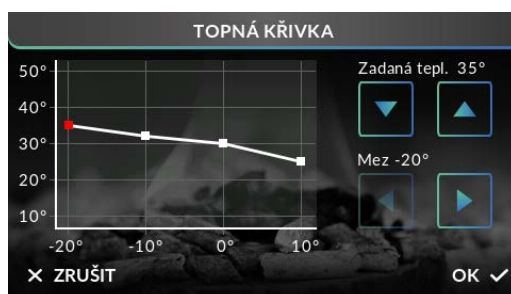 TOPNÁ KŘIVKA
50°
40°
30°
20°
10°
-20° -10° 0° 10°
Zadaná tepl. 35°
Mez -20°
× ZRUŠIT
OK ✓